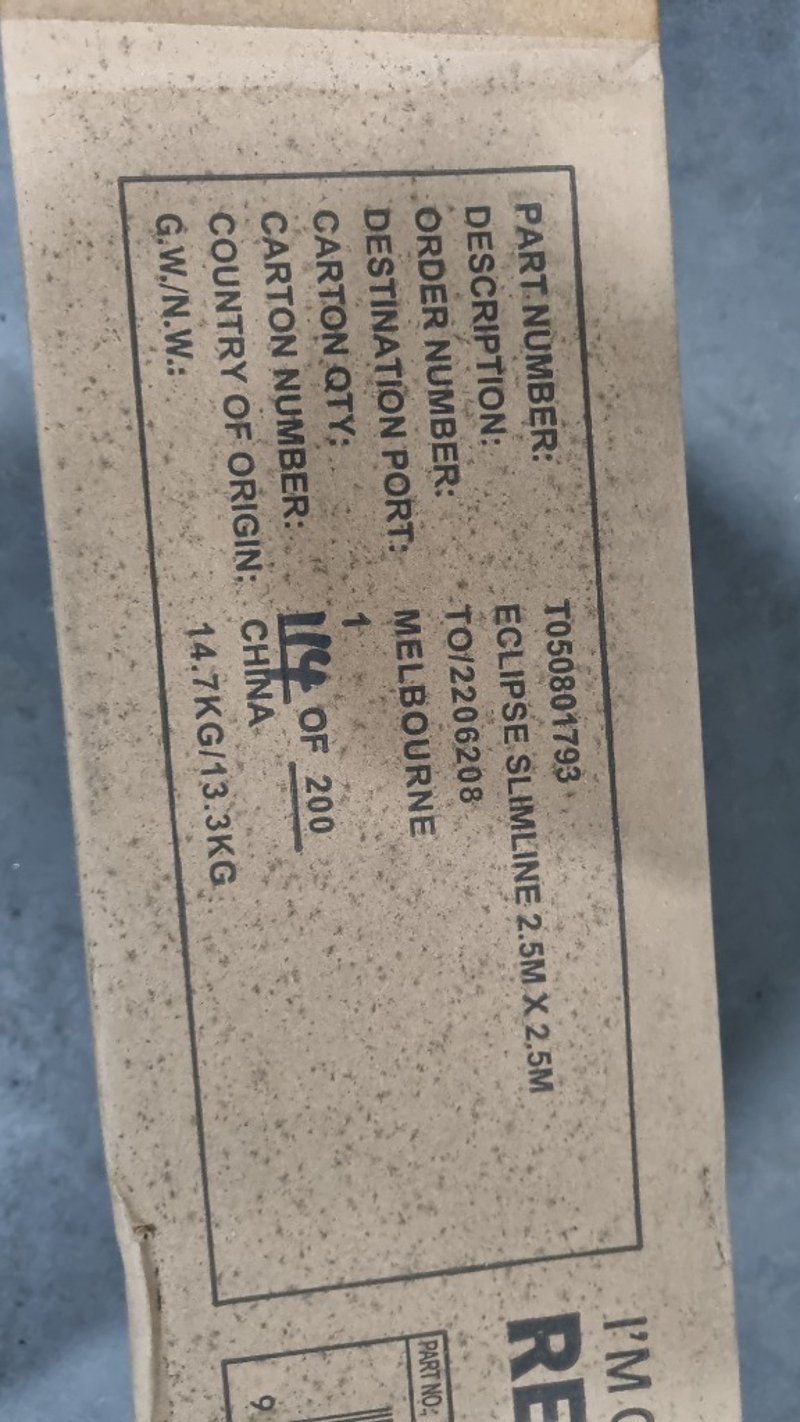 PART NUMBER: T050801793
DESCRIPTION: ECLIPSE SLIMLINE 2.5M X 2.5M
ORDER NUMBER: TO/2206208
DESTINATION PORT: MELBOURNE
CARTON QTY: 1
CARTON NUMBER: 114 OF 200
COUNTRY OF ORIGIN: CHINA
G.W./N.W.: 14.7KG/13.3KG
I'M
RE
PART NO.:
9